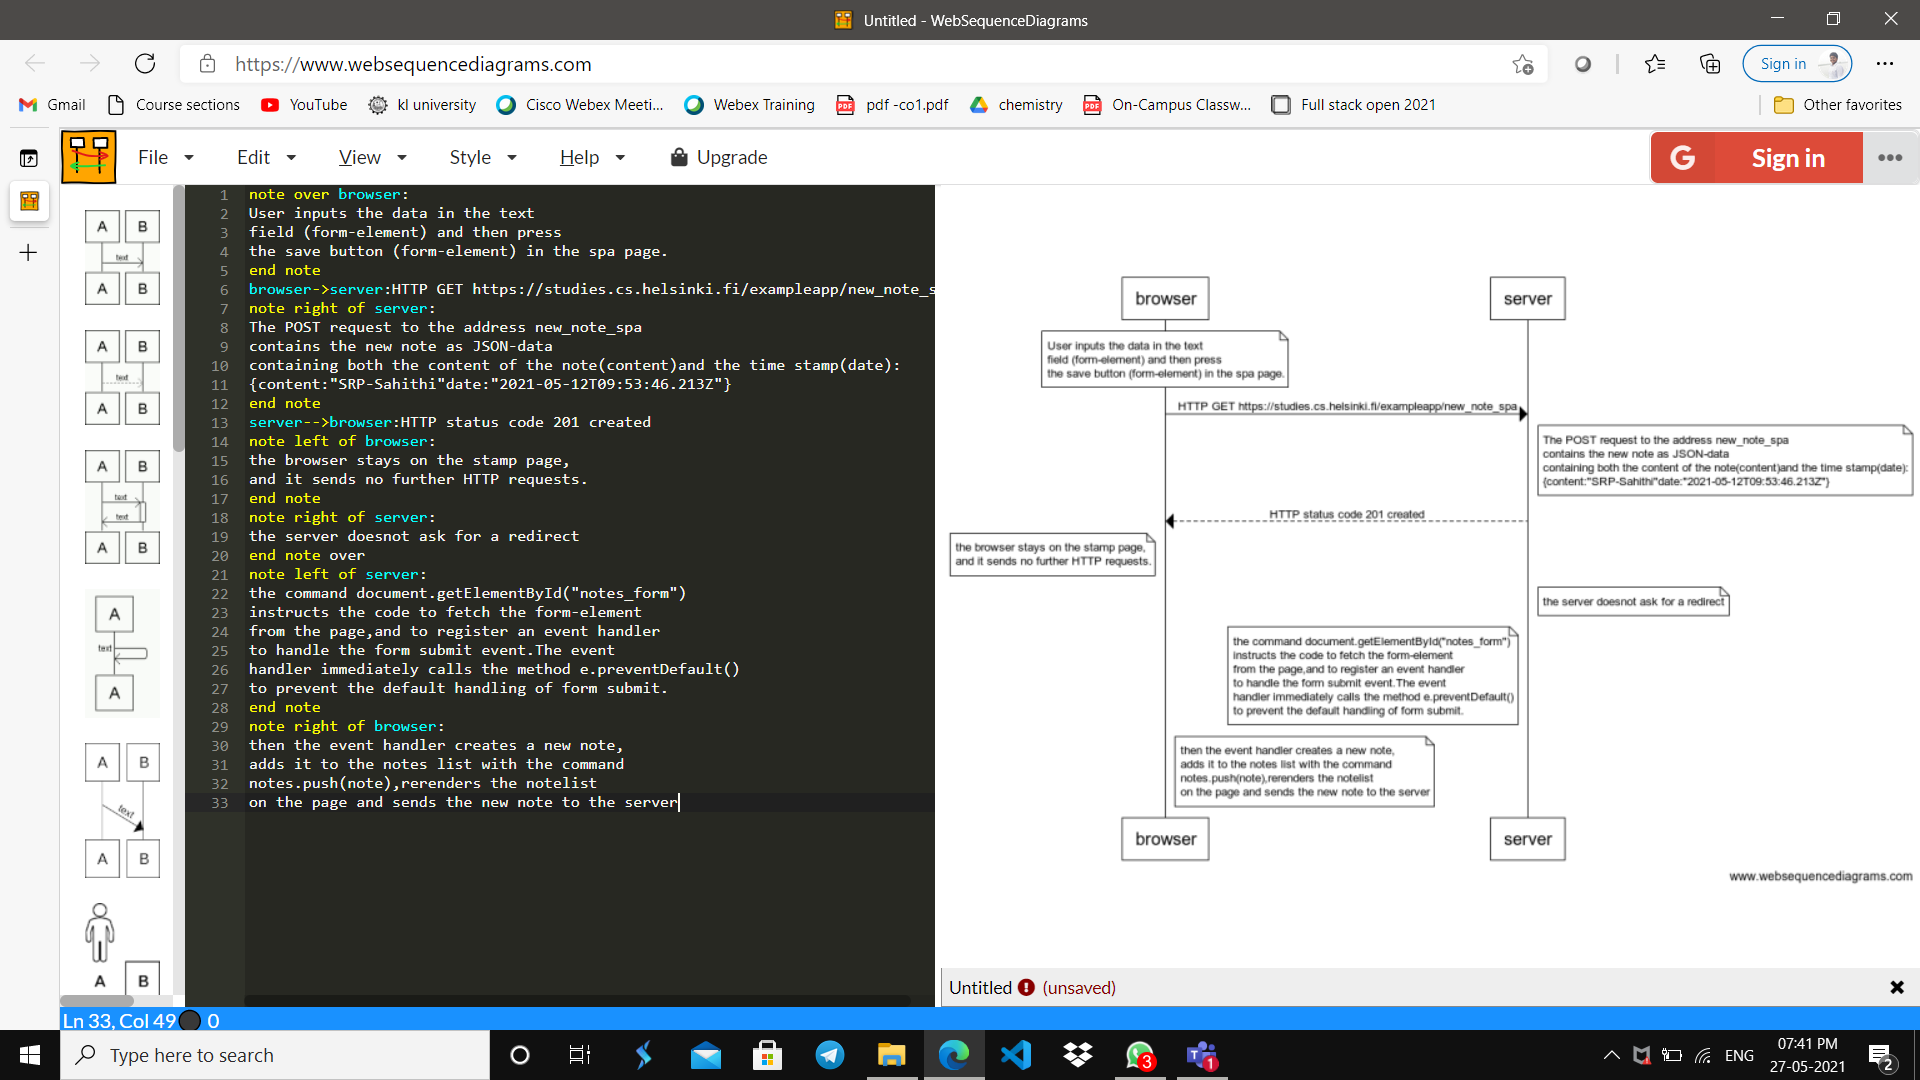 Untitled - WebSequenceDiagrams
https://www.websequencediagrams.com
Sign in
Gmail
Course sections
YouTube
kl university
Cisco Webex Meeti...
Webex Training
pdf -co1.pdf
chemistry
On-Campus Classw...
Full stack open 2021
Other favorites
File
Edit
View
Style
Help
Upgrade
G
Sign in
A B
text
A B
A B
text
A B
A B
text
text
A B
A
text
A
A B
text
A B
A B
1 note over browser:
2 User inputs the data in the text
3 field (form-element) and then press
4 the save button (form-element) in the spa page.
5 end note
6 browser->server:HTTP GET https://studies.cs.helsinki.fi/exampleapp/new_note_s
7 note right of server:
8 The POST request to the address new_note_spa
9 contains the new note as JSON-data
10 containing both the content of the note(content)and the time stamp(date):
11 {content:"SRP-Sahithi"date:"2021-05-12T09:53:46.213Z"}
12 end note
13 server-->browser:HTTP status code 201 created
14 note left of browser:
15 the browser stays on the stamp page,
16 and it sends no further HTTP requests.
17 end note
18 note right of server:
19 the server doesnot ask for a redirect
20 end note over
21 note left of server:
22 the command document.getElementById("notes_form")
23 instructs the code to fetch the form-element
24 from the page,and to register an event handler
25 to handle the form submit event.The event
26 handler immediately calls the method e.preventDefault()
27 to prevent the default handling of form submit.
28 end note
29 note right of browser:
30 then the event handler creates a new note,
31 adds it to the notes list with the command
32 notes.push(note),rerenders the notelist
33 on the page and sends the new note to the server
browser
server
User inputs the data in the text
field (form-element) and then press
the save button (form-element) in the spa page.
HTTP GET https://studies.cs.helsinki.fi/exampleapp/new_note_spa
The POST request to the address new_note_spa
contains the new note as JSON-data
containing both the content of the note(content)and the time stamp(date):
{content:"SRP-Sahithi"date:"2021-05-12T09:53:46.213Z"}
HTTP status code 201 created
the browser stays on the stamp page,
and it sends no further HTTP requests.
the server doesnot ask for a redirect
the command document.getElementById("notes_form")
instructs the code to fetch the form-element
from the page,and to register an event handler
to handle the form submit event.The event
handler immediately calls the method e.preventDefault()
to prevent the default handling of form submit.
then the event handler creates a new note,
adds it to the notes list with the command
notes.push(note),rerenders the notelist
on the page and sends the new note to the server
browser
server
www.websequencediagrams.com
Untitled (unsaved)
Ln 33, Col 49 0
Type here to search
3
1
ENG
07:41 PM
27-05-2021
2